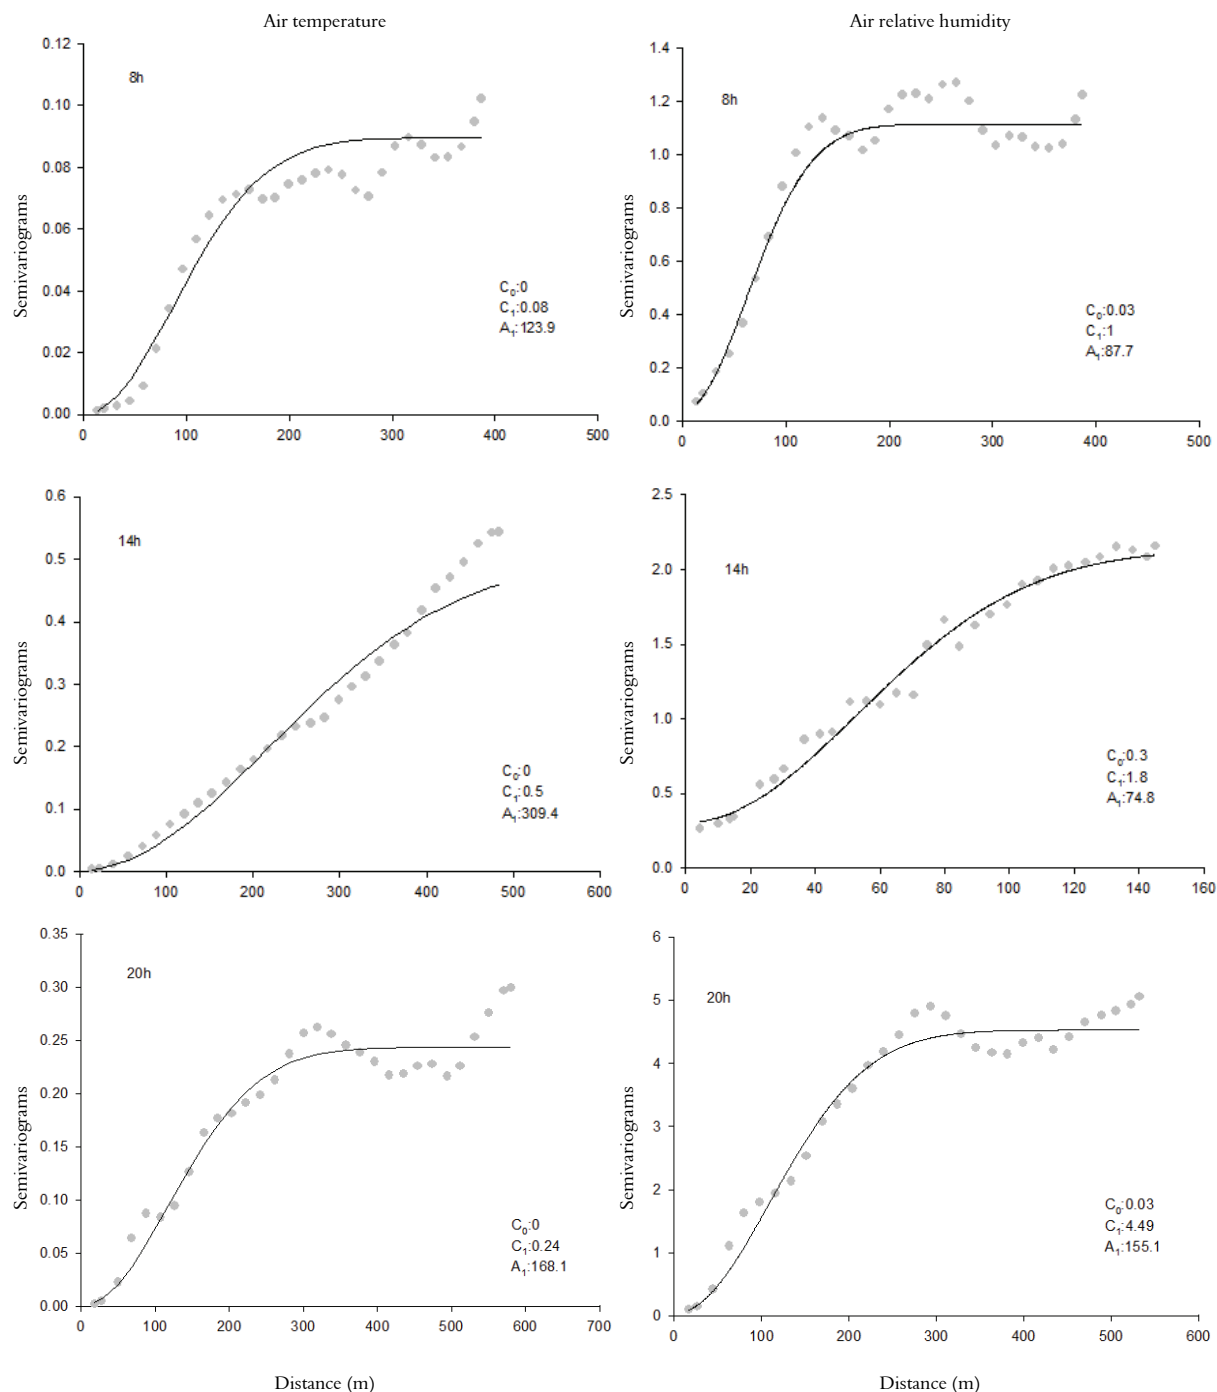 Air temperature
Air relative humidity
0.12
0.10
0.08
0.06
0.04
0.02
0.00
Semivariograms
8h
C0:0
C1:0.08
A1:123.9
0 100 200 300 400 500
1.4
1.2
1.0
0.8
0.6
0.4
0.2
0.0
Semivariograms
8h
C0:0.03
C1:1
A1:87.7
0 100 200 300 400 500
0.6
0.5
0.4
0.3
0.2
0.1
0.0
Semivariograms
14h
C0:0
C1:0.5
A1:309.4
0 100 200 300 400 500 600
2.5
2.0
1.5
1.0
0.5
0.0
Semivariograms
14h
C0:0.3
C1:1.8
A1:74.8
0 20 40 60 80 100 120 140 160
0.35
0.30
0.25
0.20
0.15
0.10
0.05
0.00
Semivariograms
20h
C0:0
C1:0.24
A1:168.1
0 100 200 300 400 500 600 700
Distance (m)
6
5
4
3
2
1
0
Semivariograms
20h
C0:0.03
C1:4.49
A1:155.1
0 100 200 300 400 500 600
Distance (m)